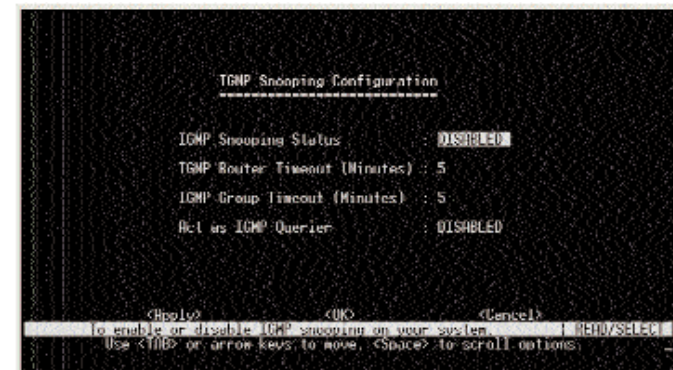 IGMP Snooping Configuration
===========================
IGMP Snooping Status : DISABLED
IGMP Router Timeout (Minutes) : 5
IGMP Group Timeout (Minutes) : 5
Act as IGMP Querier : DISABLED
<Apply> <OK> <Cancel>
To enable or disable IGMP snooping on your system. | READ/SELECT
Use <TAB> or arrow keys to move. <Space> to scroll options.